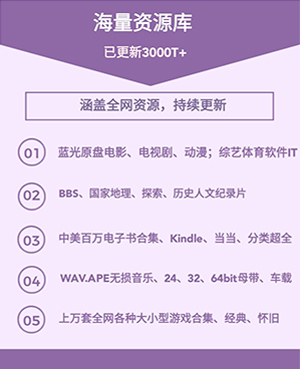 海量资源库
已更新3000T+
涵盖全网资源，持续更新
01 蓝光原盘电影、电视剧、动漫；综艺体育软件IT
02 BBS、国家地理、探索、历史人文纪录片
03 中美百万电子书合集、Kindle、当当、分类超全
04 WAV.APE无损音乐、24、32、64bit母带、车载
05 上万套全网各种大小型游戏合集、经典、怀旧